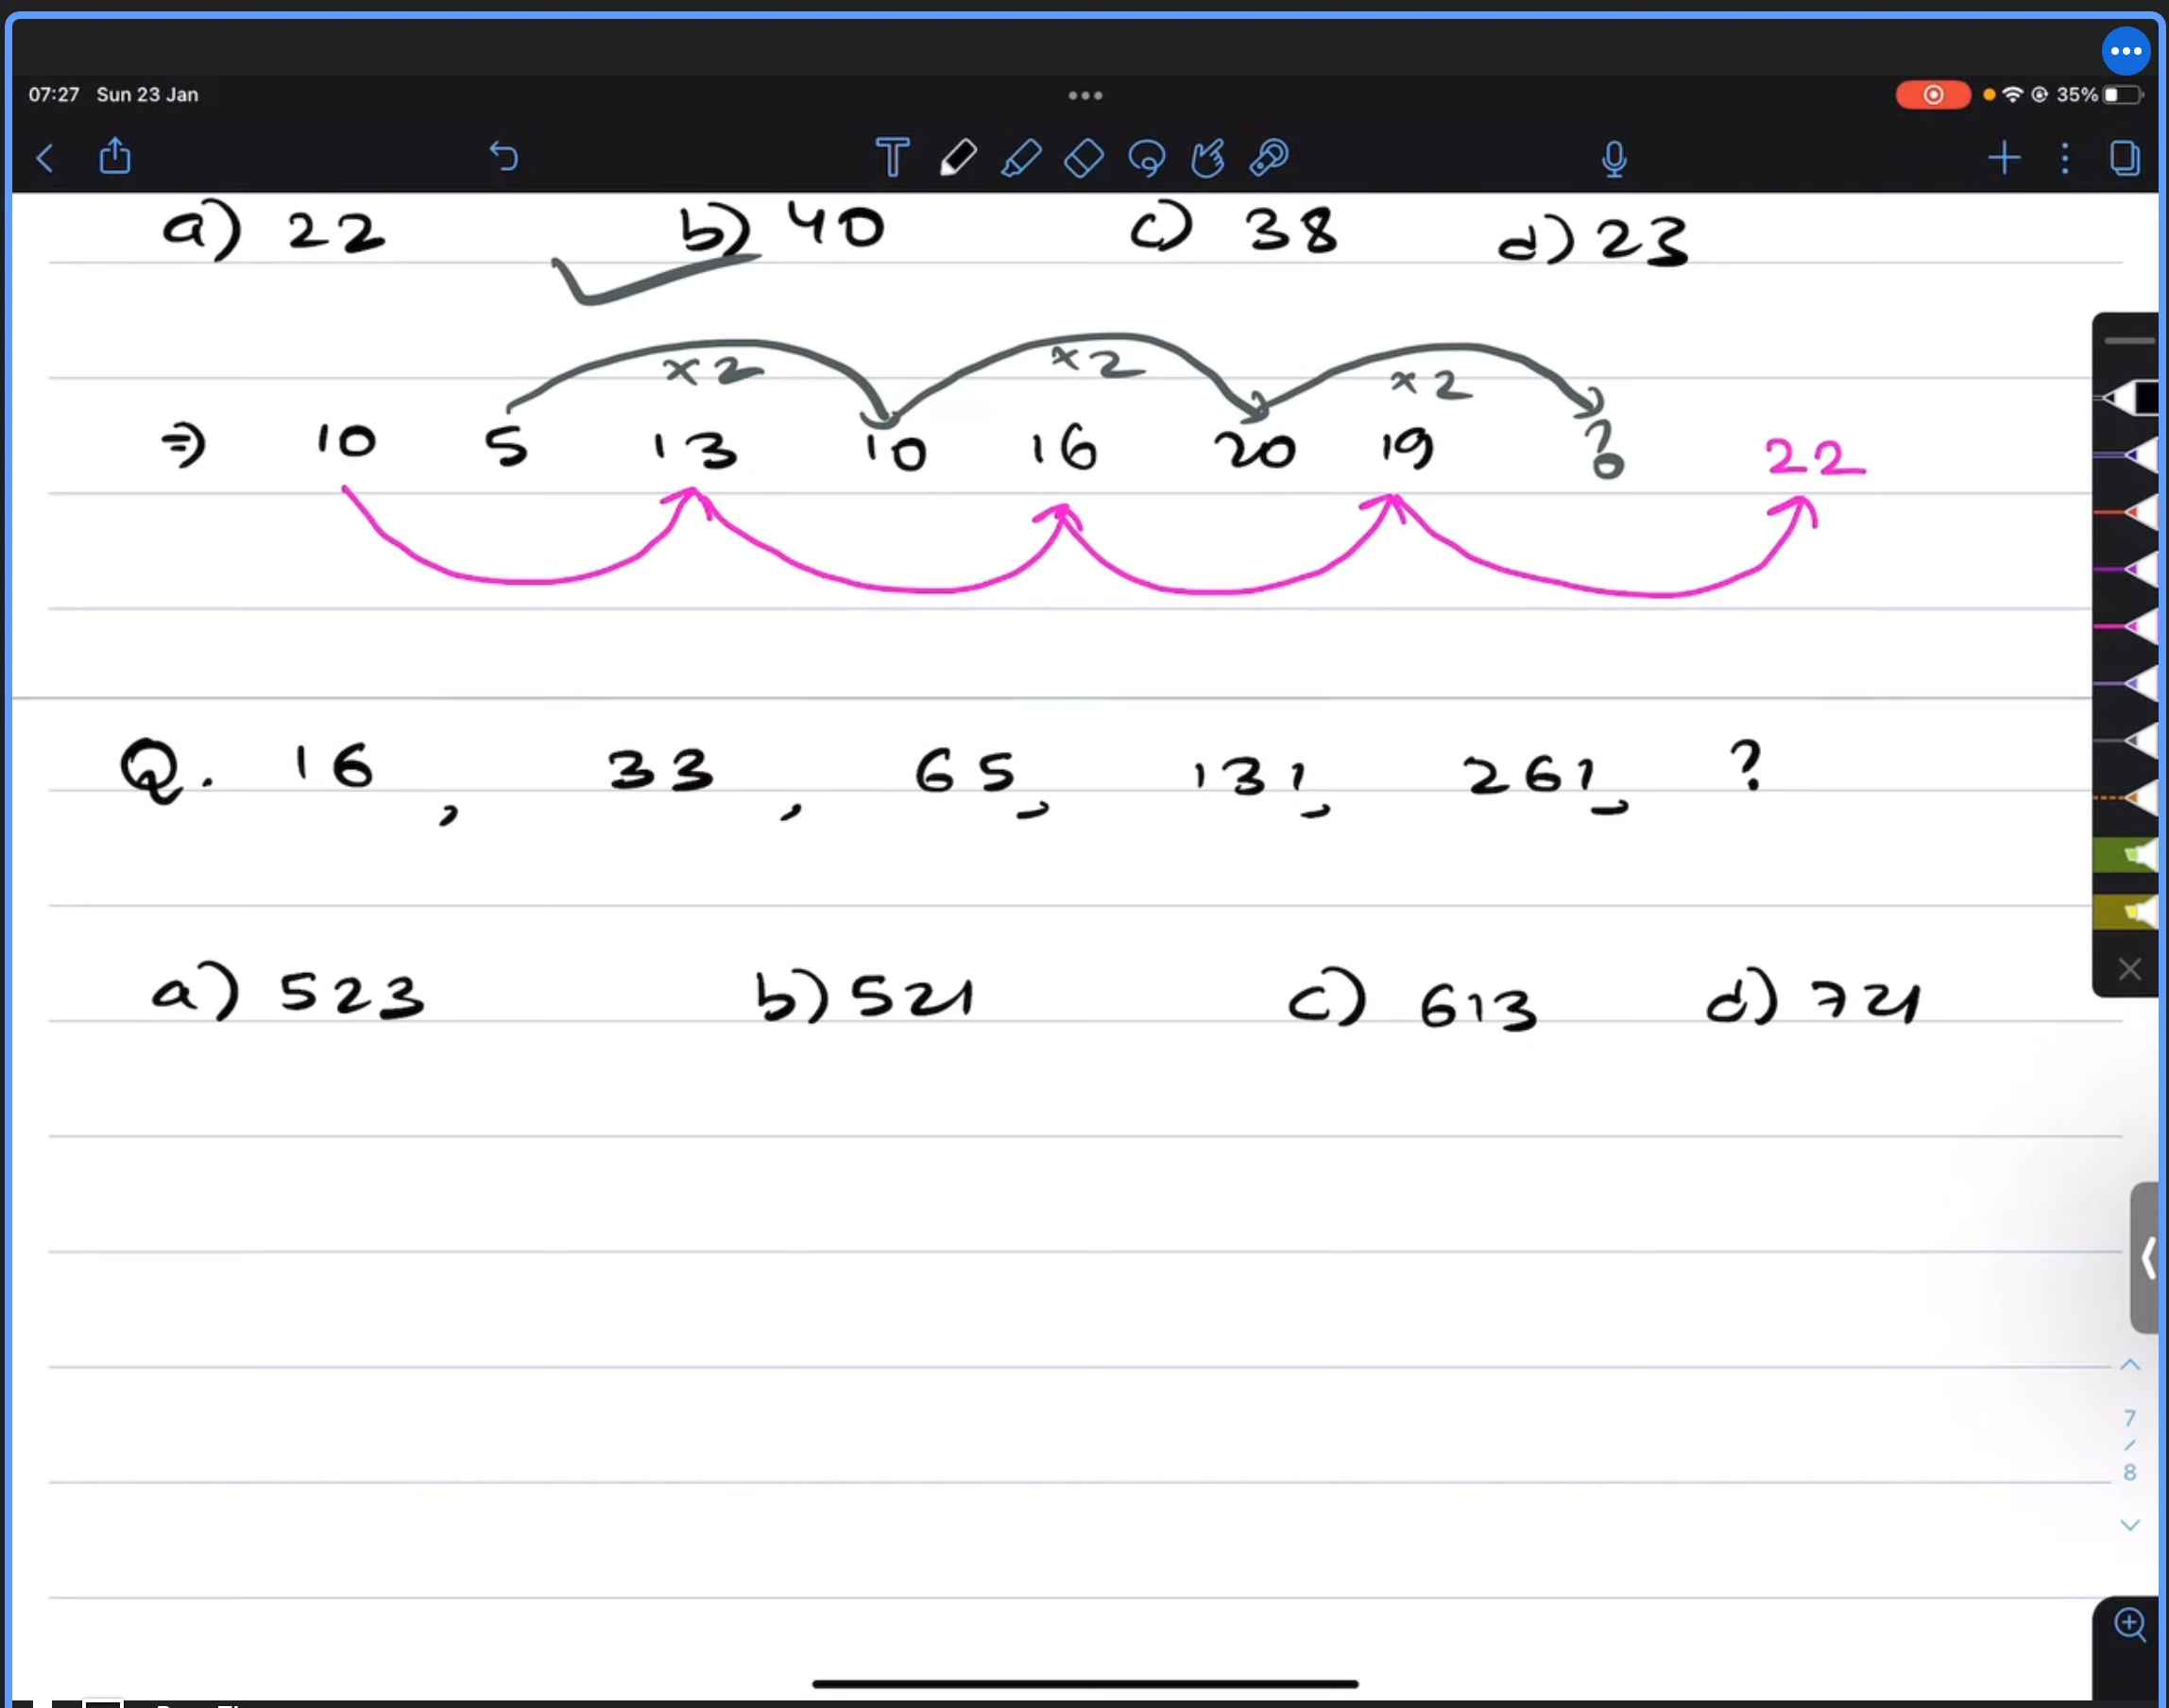 07:27 Sun 23 Jan
35%
a) 22 b) 40 c) 38 d) 23
×2 ×2 ×2
⇒ 10 5 13 10 16 20 19 ? 22
Q. 16, 33, 65, 131, 261, ?
a) 523 b) 521 c) 613 d) 721
7
/
8